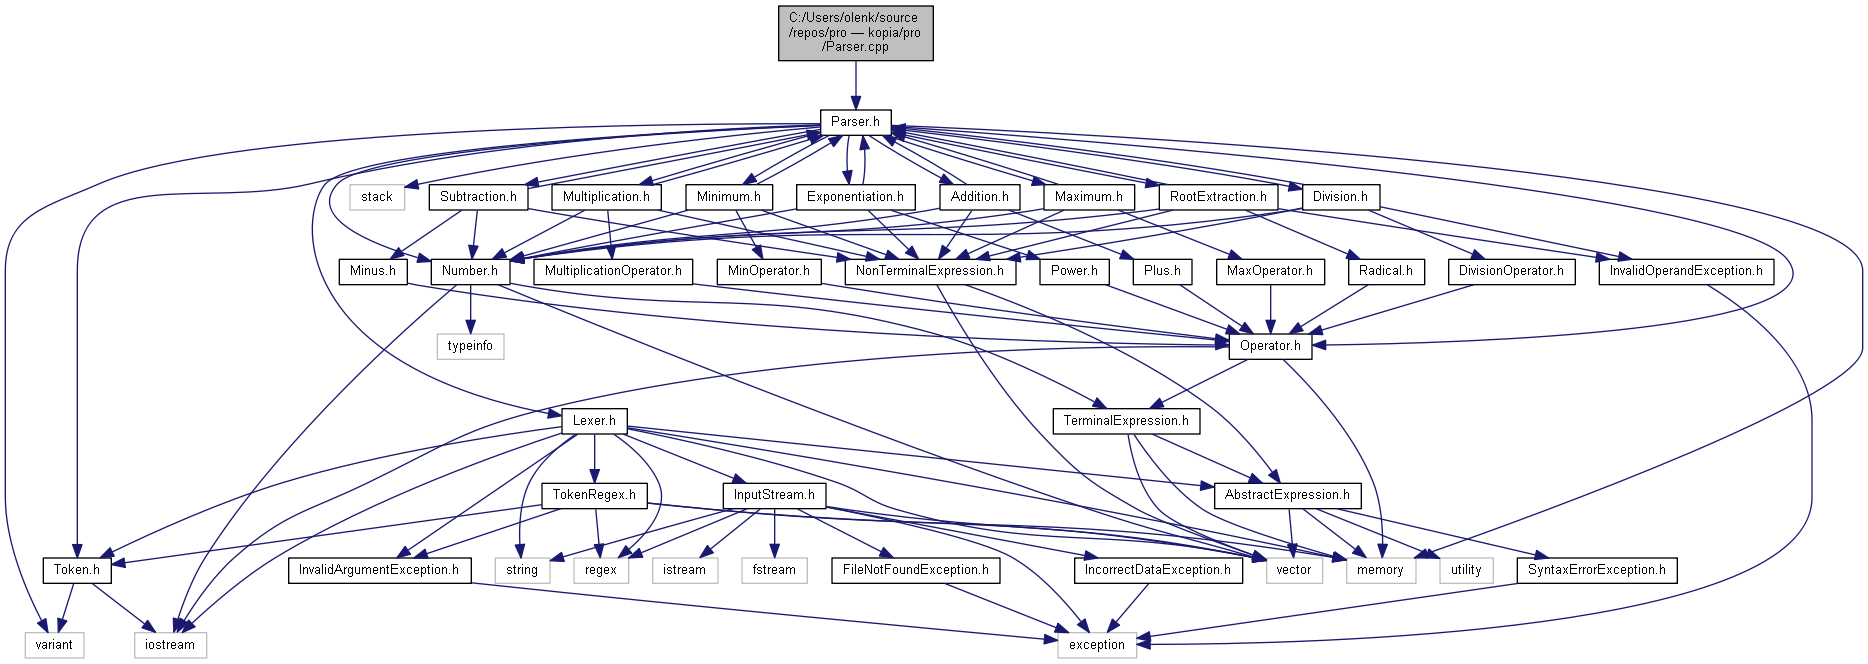 C:/Users/olenk/source
/repos/pro — kopia/pro
/Parser.cpp
Parser.h
stack
Subtraction.h
Multiplication.h
Minimum.h
Exponentiation.h
Addition.h
Maximum.h
RootExtraction.h
Division.h
Minus.h
Number.h
MultiplicationOperator.h
MinOperator.h
NonTerminalExpression.h
Power.h
Plus.h
MaxOperator.h
Radical.h
DivisionOperator.h
InvalidOperandException.h
typeinfo
Operator.h
Lexer.h
TerminalExpression.h
TokenRegex.h
InputStream.h
AbstractExpression.h
Token.h
InvalidArgumentException.h
string
regex
istream
fstream
FileNotFoundException.h
IncorrectDataException.h
vector
memory
utility
SyntaxErrorException.h
variant
iostream
exception